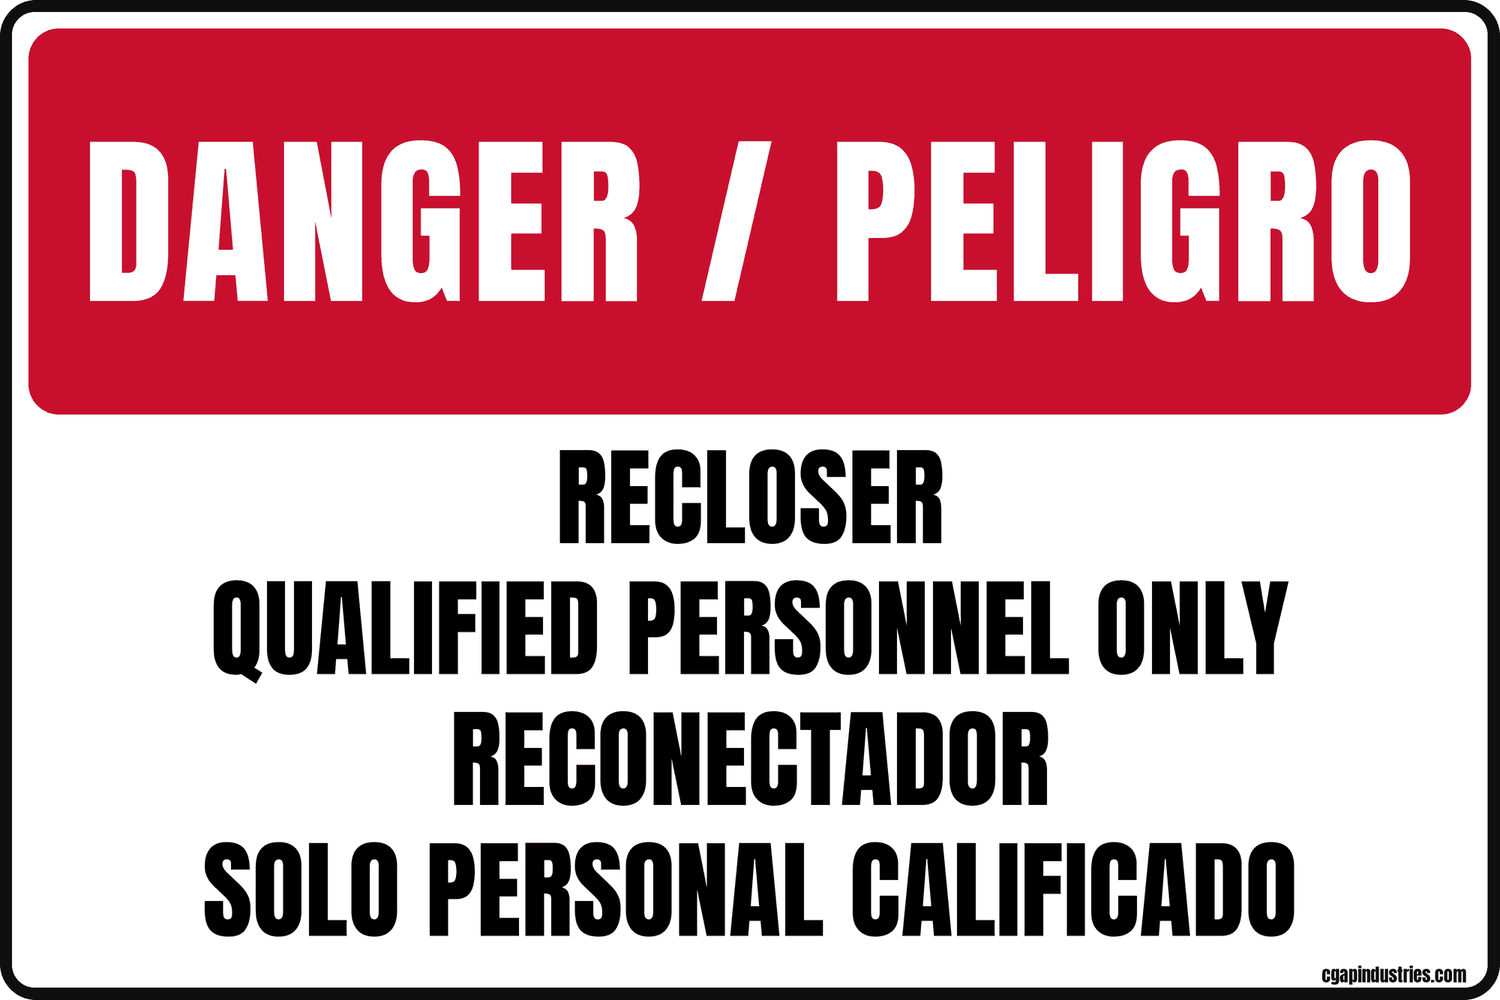 DANGER / PELIGRO
RECLOSER
QUALIFIED PERSONNEL ONLY
RECONECTADOR
SOLO PERSONAL CALIFICADO
cgapindustries.com